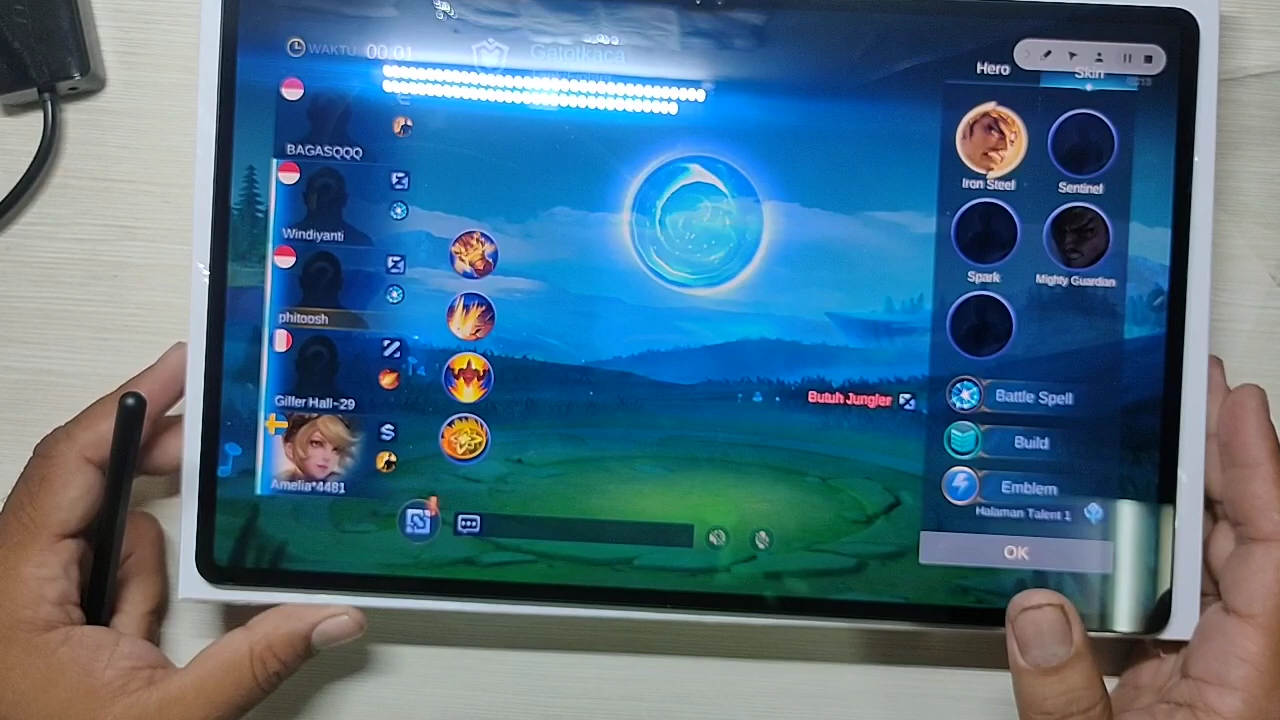 WAKTU 00:01
Gatotkaca
Hero
Skin
BAGASQQQ
Iron Steel
Sentinel
Windiyanti
Spark
Mighty Guardian
phitoosh
Giffer Hall-29
Butuh Jungler
Battle Spell
Build
Amelia*4481
Emblem
Halaman Talent 1
OK